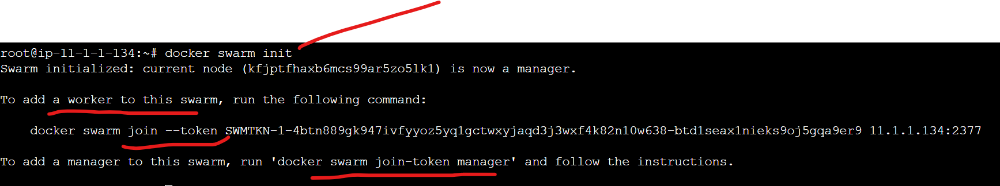 root@ip-11-1-1-134:~# docker swarm init
Swarm initialized: current node (kfjptfhaxb6mcs99ar5zo5lk1) is now a manager.
To add a worker to this swarm, run the following command:
docker swarm join --token SWMTKN-1-4btn889gk947ivfyyoz5yq1gctwxyjaqd3j3wxf4k82n10w638-btd1seax1nieks9oj5gqa9er9 11.1.1.134:2377
To add a manager to this swarm, run 'docker swarm join-token manager' and follow the instructions.